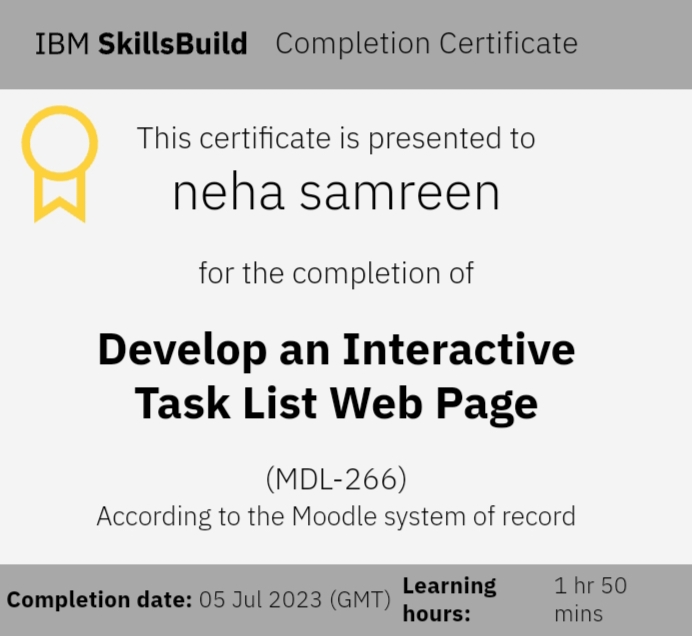 IBM SkillsBuild Completion Certificate
This certificate is presented to
neha samreen
for the completion of
Develop an Interactive
Task List Web Page
(MDL-266)
According to the Moodle system of record
Completion date: 05 Jul 2023 (GMT)
Learning
hours:
1 hr 50
mins